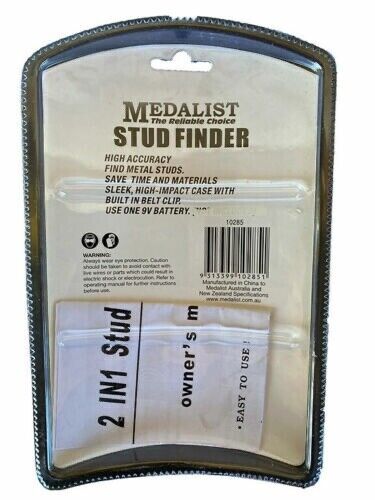 MEDALIST
The Reliable Choice
STUD FINDER
HIGH ACCURACY
FIND METAL STUDS.
SAVE TIME AND MATERIALS
SLEEK, HIGH-IMPACT CASE WITH
BUILT IN BELT CLIP.
USE ONE 9V BATTERY.
10285
9 313399 102851
WARNING:
Always wear eye protection. Caution
should be taken to avoid contact with
live wires or parts which could result in
electric shock or electrocution. Refer to
operating manual for further instructions
before use.
Manufactured in China to
Medalist Australia and
New Zealand Specifications
www.medalist.com.au
2 IN1 Stud
owner's m
• EASY TO USE !